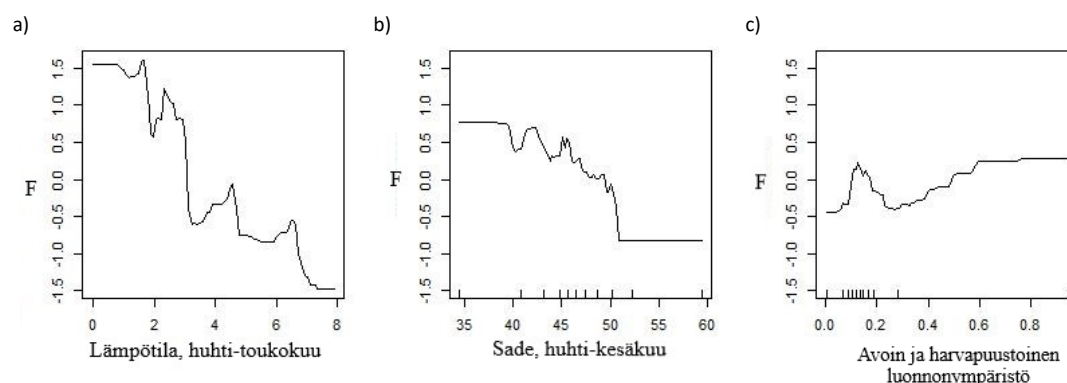 a)
b)
c)
1.5
1.0
0.5
0.0
-0.5
-1.0
-1.5
F
0 2 4 6 8
Lämpötila, huhti-toukokuu
1.5
1.0
0.5
0.0
-0.5
-1.0
-1.5
F
35 40 45 50 55 60
Sade, huhti-kesäkuu
1.5
1.0
0.5
0.0
-0.5
-1.0
-1.5
F
0.0 0.2 0.4 0.6 0.8
Avoin ja harvapuustoinen
luonnonympäristö